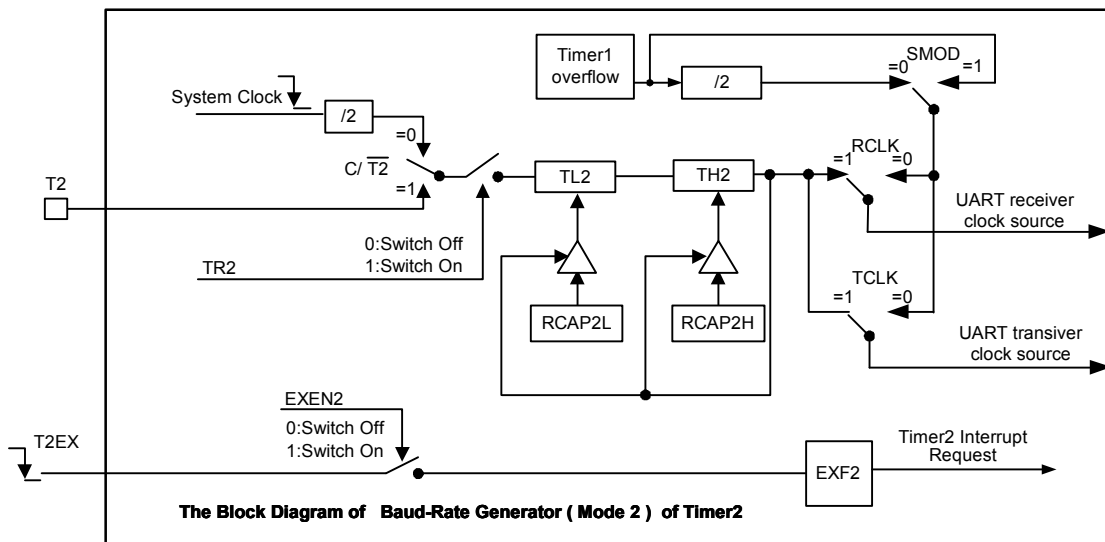 Timer1
overflow
/2
SMOD
=0
=1
System Clock
/2
=0
C/ T2
=1
T2
TL2
TH2
RCLK
=1
=0
UART receiver
clock source
0:Switch Off
1:Switch On
TR2
RCAP2L
RCAP2H
TCLK
=1
=0
UART transiver
clock source
EXEN2
0:Switch Off
1:Switch On
T2EX
EXF2
Timer2 Interrupt
Request
The Block Diagram of Baud-Rate Generator ( Mode 2 ) of Timer2